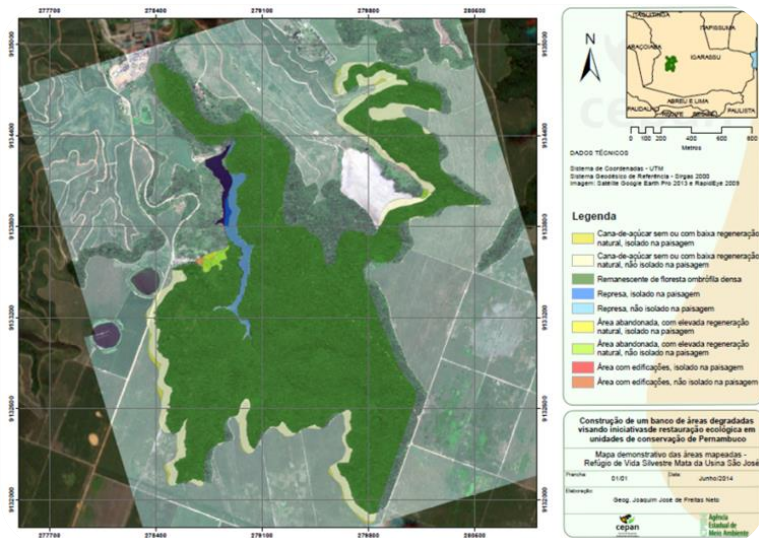 277700 278400 279100 279800 280500
9135000
9134400
9133800
9133200
9132600
9132000
277700 278400 279100 279800 280500
N
ITAQUITINGA
ITAPISSUMA
ARAÇOIABA
IGARASSU
ABREU E LIMA
PAUDALHO
PAULISTA
0 100 200 400 600 800
Metros
DADOS TÉCNICOS
Sistema de Coordenadas - UTM
Sistema Geodésico de Referência - Sirgas 2000
Imagem: Satélite Google Earth Pro 2013 e RapidEye 2009
Legenda
Cana-de-açúcar sem ou com baixa regeneração
natural, isolado na paisagem
Cana-de-açúcar sem ou com baixa regeneração
natural, não isolado na paisagem
Remanescente de floresta ombrófila densa
Represa, isolado na paisagem
Represa, não isolado na paisagem
Área abandonada, com elevada regeneração
natural, isolado na paisagem
Área abandonada, com elevada regeneração
natural, não isolado na paisagem
Área com edificações, isolado na paisagem
Área com edificações, não isolado na paisagem
Construção de um banco de áreas degradadas
visando iniciativasde restauração ecológica em
unidades de conservação de Pernambuco
Mapa demonstrativo das áreas mapeadas -
Refúgio de Vida Silvestre Mata da Usina São José
Prancha: 01/01 Data: Junho/2014
Elaboração:
Geog. Joaquim José de Freitas Neto
cepan
Agência
Estadual de
Meio Ambiente